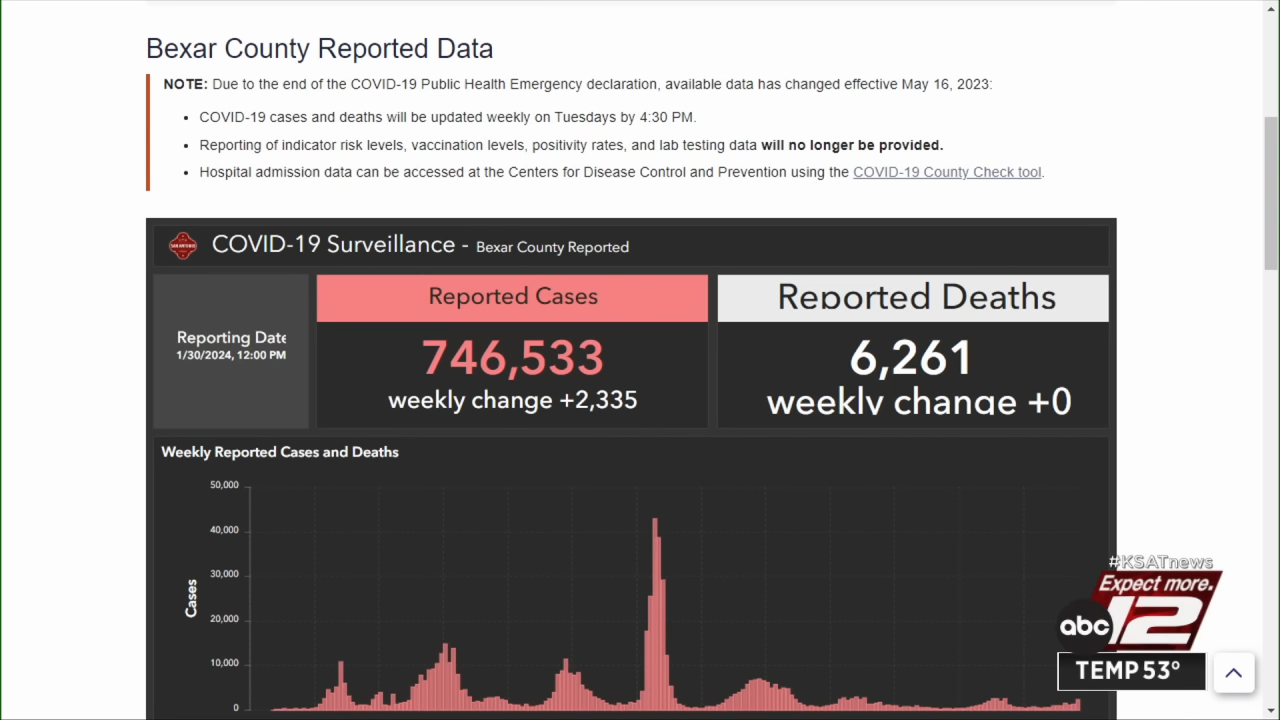 Bexar County Reported Data
NOTE: Due to the end of the COVID-19 Public Health Emergency declaration, available data has changed effective May 16, 2023:
• COVID-19 cases and deaths will be updated weekly on Tuesdays by 4:30 PM.
• Reporting of indicator risk levels, vaccination levels, positivity rates, and lab testing data will no longer be provided.
• Hospital admission data can be accessed at the Centers for Disease Control and Prevention using the COVID-19 County Check tool.
SAN ANTONIO
COVID-19 Surveillance - Bexar County Reported
Reporting Date
1/30/2024, 12:00 PM
Reported Cases
746,533
weekly change +2,335
Reported Deaths
6,261
weekly change +0
Weekly Reported Cases and Deaths
50,000
40,000
30,000
20,000
10,000
0
Cases
#KSATnews
Expect more.
abc 12
TEMP 53°